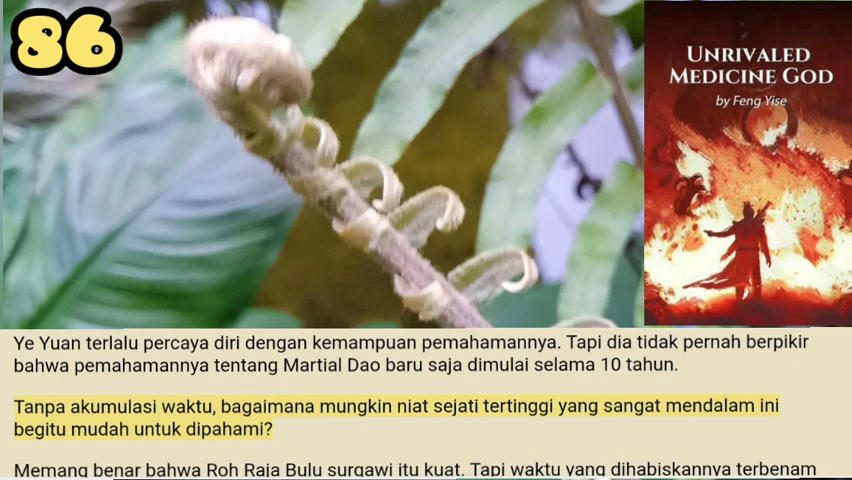 86
UNRIVALED
MEDICINE GOD
by Feng Yise
Ye Yuan terlalu percaya diri dengan kemampuan pemahamannya. Tapi dia tidak pernah berpikir
bahwa pemahamannya tentang Martial Dao baru saja dimulai selama 10 tahun.
Tanpa akumulasi waktu, bagaimana mungkin niat sejati tertinggi yang sangat mendalam ini
begitu mudah untuk dipahami?
Memang benar bahwa Roh Raja Bulu surgawi itu kuat. Tapi waktu yang dihabiskannya terbenam